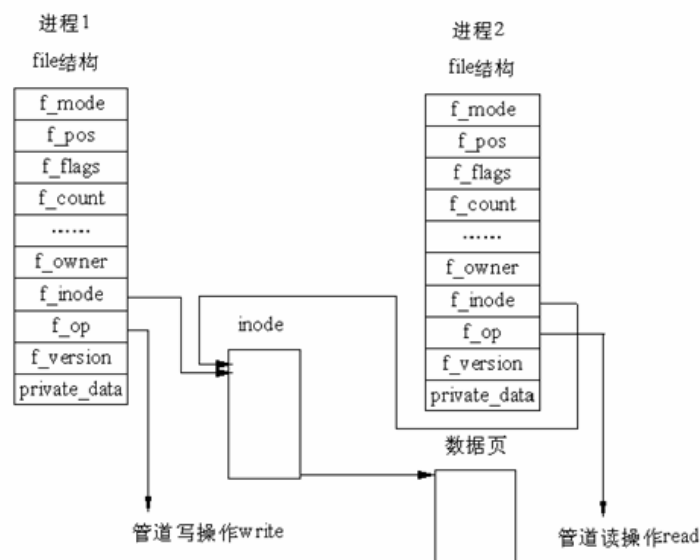 进程1
file结构
f_mode
f_pos
f_flags
f_count
......
f_owner
f_inode
f_op
f_version
private_data
进程2
file结构
f_mode
f_pos
f_flags
f_count
......
f_owner
f_inode
f_op
f_version
private_data
inode
数据页
管道写操作write
管道读操作read